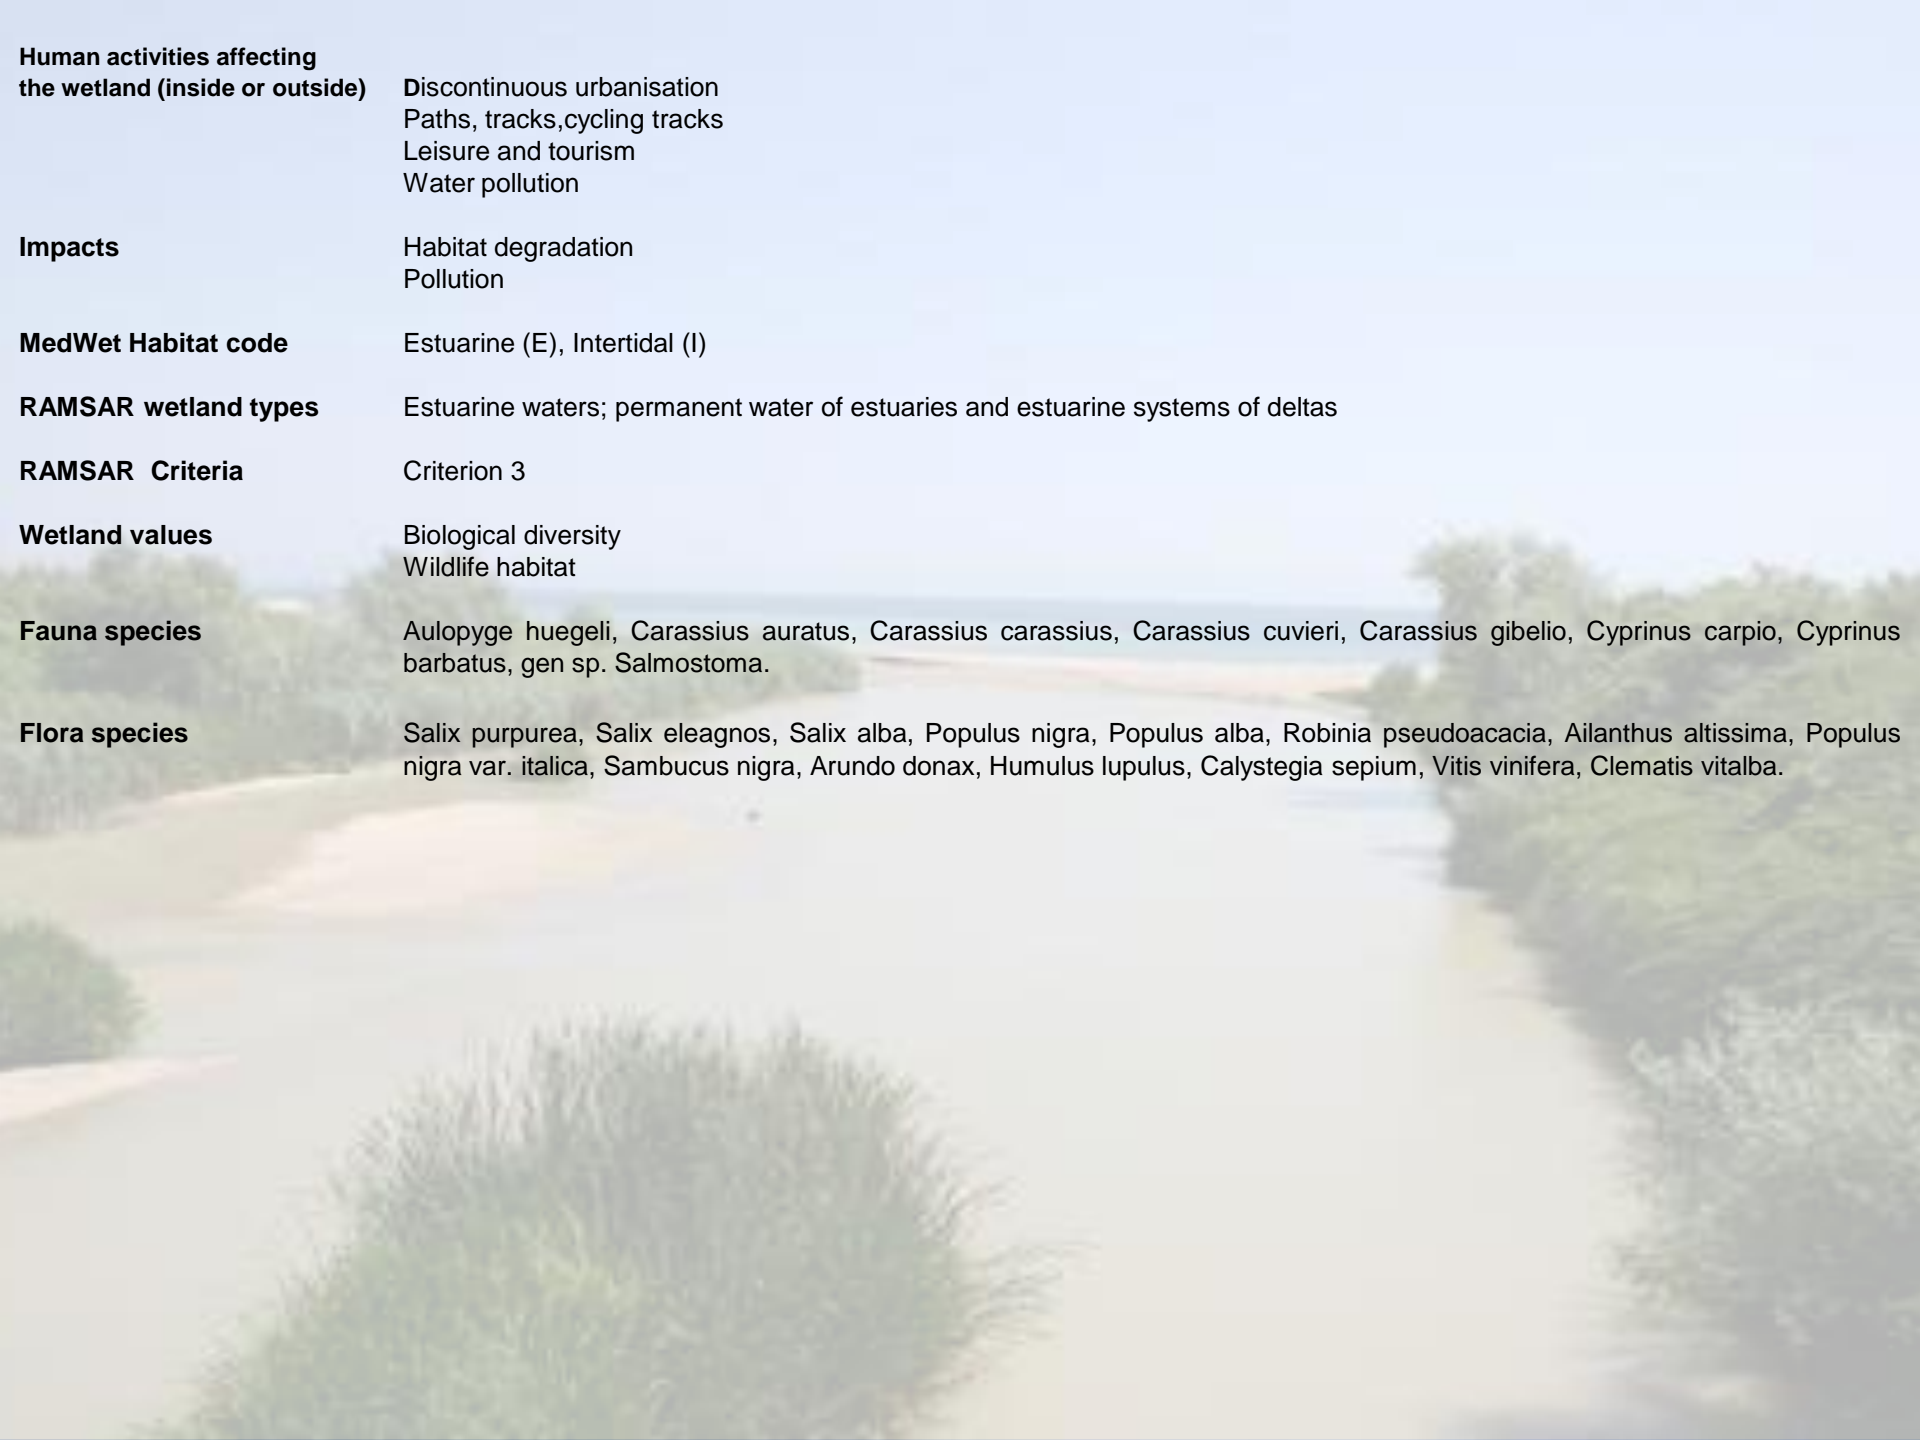 Human activities affecting
the wetland (inside or outside) Discontinuous urbanisation
Paths, tracks,cycling tracks
Leisure and tourism
Water pollution
Impacts Habitat degradation
Pollution
MedWet Habitat code Estuarine (E), Intertidal (I)
RAMSAR wetland types Estuarine waters; permanent water of estuaries and estuarine systems of deltas
RAMSAR Criteria Criterion 3
Wetland values Biological diversity
Wildlife habitat
Fauna species Aulopyge huegeli, Carassius auratus, Carassius carassius, Carassius cuvieri, Carassius gibelio, Cyprinus carpio, Cyprinus
barbatus, gen sp. Salmostoma.
Flora species Salix purpurea, Salix eleagnos, Salix alba, Populus nigra, Populus alba, Robinia pseudoacacia, Ailanthus altissima, Populus
nigra var. italica, Sambucus nigra, Arundo donax, Humulus lupulus, Calystegia sepium, Vitis vinifera, Clematis vitalba.